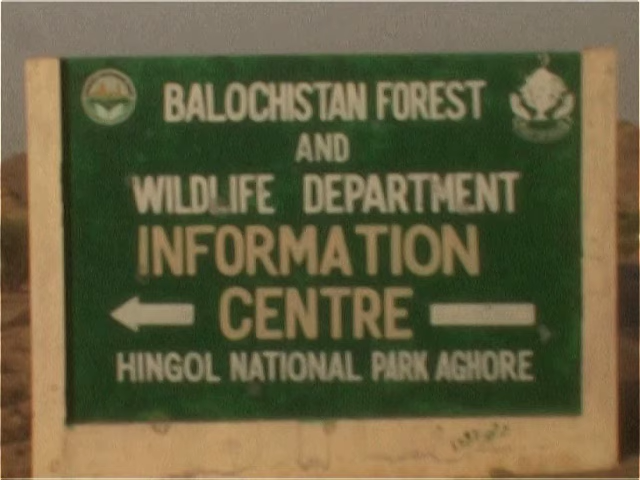 BALOCHISTAN FOREST
AND
WILDLIFE DEPARTMENT
INFORMATION
CENTRE
HINGOL NATIONAL PARK AGHORE